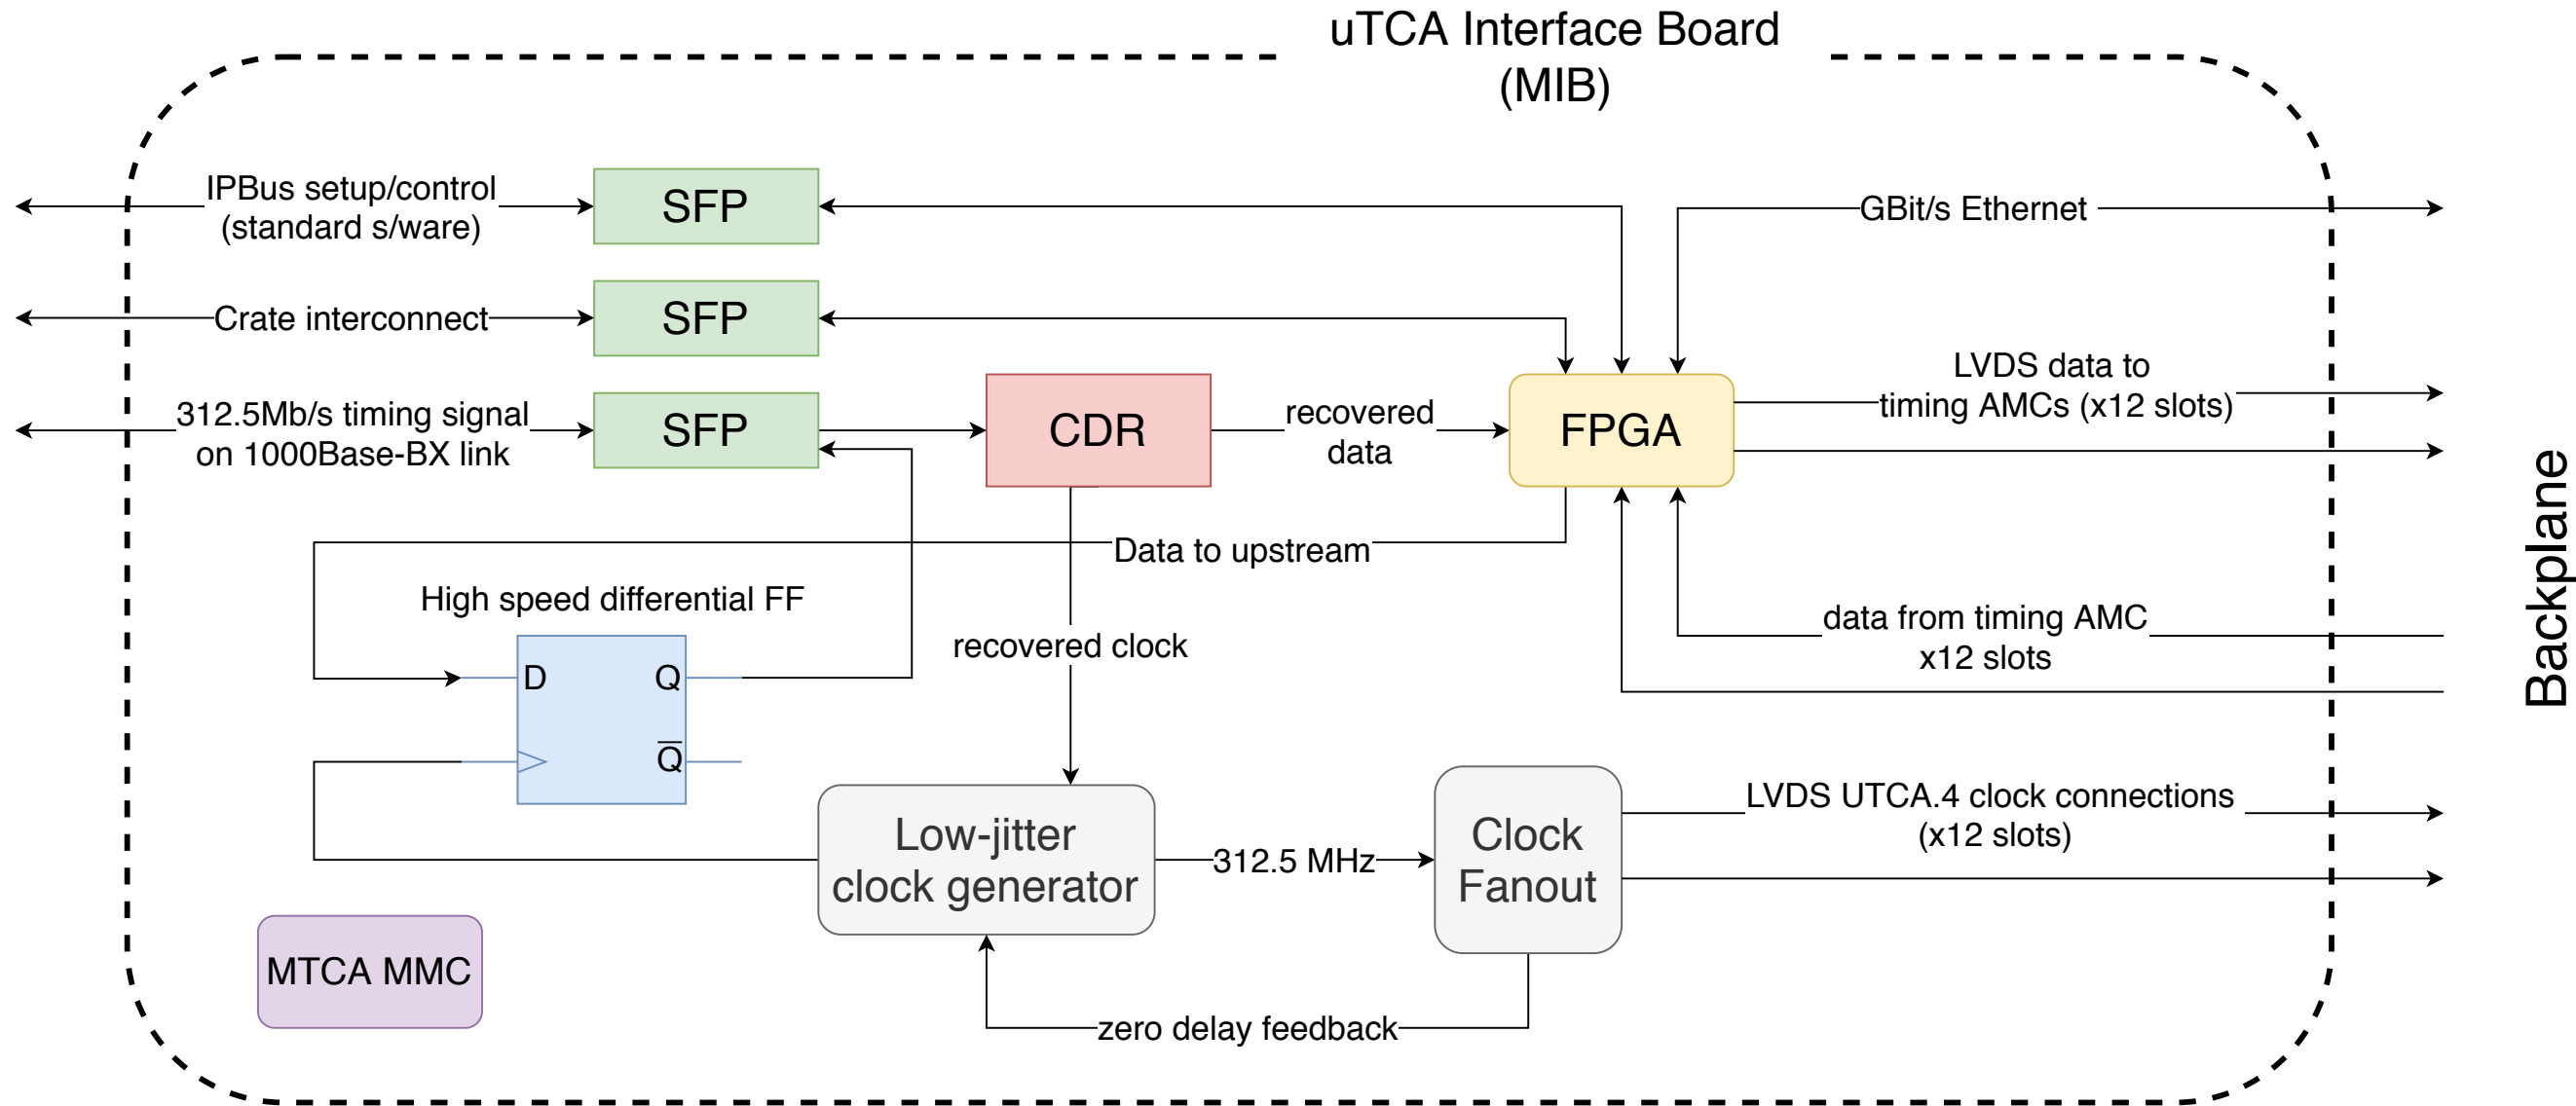 uTCA Interface Board
(MIB)
IPBus setup/control
(standard s/ware)
SFP
GBit/s Ethernet
Crate interconnect
SFP
312.5Mb/s timing signal
on 1000Base-BX link
SFP
CDR
recovered
data
FPGA
LVDS data to
timing AMCs (x12 slots)
Data to upstream
High speed differential FF
D
Q
Q̅
recovered clock
data from timing AMC
x12 slots
Backplane
Low-jitter
clock generator
312.5 MHz
Clock
Fanout
LVDS UTCA.4 clock connections
(x12 slots)
MTCA MMC
zero delay feedback